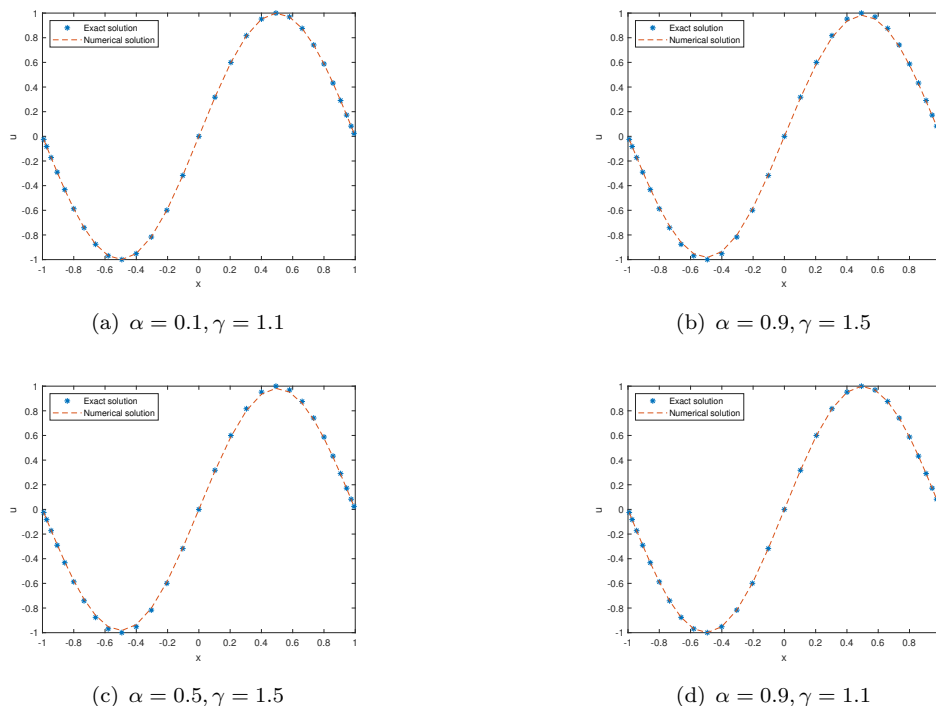 Exact solution
Numerical solution
1
0.8
0.6
0.4
0.2
0
-0.2
-0.4
-0.6
-0.8
-1
u
-1 -0.8 -0.6 -0.4 -0.2 0 0.2 0.4 0.6 0.8 1
x
(a) α = 0.1, γ = 1.1
Exact solution
Numerical solution
1
0.8
0.6
0.4
0.2
0
-0.2
-0.4
-0.6
-0.8
-1
u
-1 -0.8 -0.6 -0.4 -0.2 0 0.2 0.4 0.6 0.8
x
(b) α = 0.9, γ = 1.5
Exact solution
Numerical solution
1
0.8
0.6
0.4
0.2
0
-0.2
-0.4
-0.6
-0.8
-1
u
-1 -0.8 -0.6 -0.4 -0.2 0 0.2 0.4 0.6 0.8 1
x
(c) α = 0.5, γ = 1.5
Exact solution
Numerical solution
1
0.8
0.6
0.4
0.2
0
-0.2
-0.4
-0.6
-0.8
-1
u
-1 -0.8 -0.6 -0.4 -0.2 0 0.2 0.4 0.6 0.8
x
(d) α = 0.9, γ = 1.1